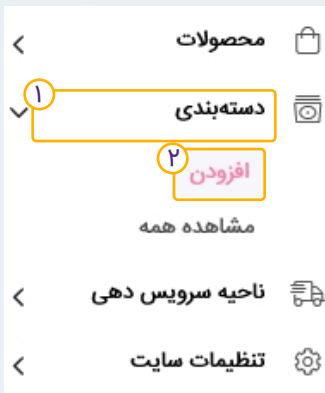 محصولات
۱
دسته‌بندی
۲
افزودن
مشاهده همه
ناحیه سرویس دهی
تنظیمات سایت